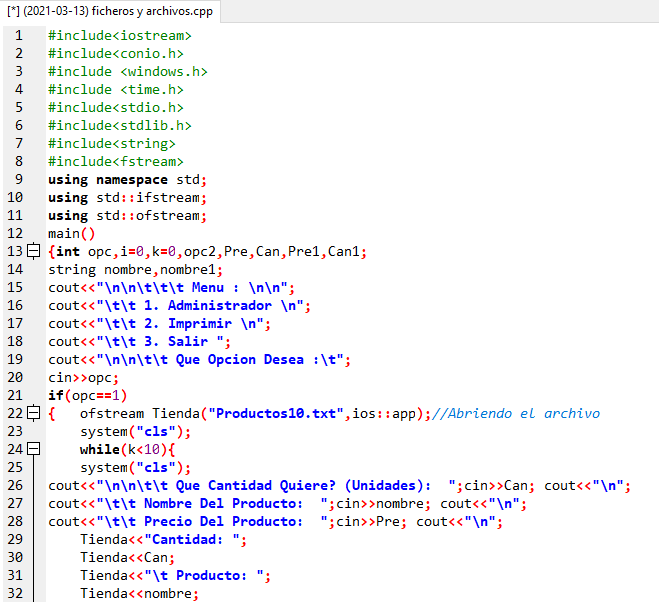 [*] (2021-03-13) ficheros y archivos.cpp
1 #include<iostream>
2 #include<conio.h>
3 #include <windows.h>
4 #include <time.h>
5 #include<stdio.h>
6 #include<stdlib.h>
7 #include<string>
8 #include<fstream>
9 using namespace std;
10 using std::ifstream;
11 using std::ofstream;
12 main()
13 {int opc,i=0,k=0,opc2,Pre,Can,Pre1,Can1;
14 string nombre,nombre1;
15 cout<<"\n\n\t\t\t Menu : \n\n";
16 cout<<"\t\t 1. Administrador \n";
17 cout<<"\t\t 2. Imprimir \n";
18 cout<<"\t\t 3. Salir ";
19 cout<<"\n\n\t\t Que Opcion Desea :\t";
20 cin>>opc;
21 if(opc==1)
22 {   ofstream Tienda("Productos10.txt",ios::app);//Abriendo el archivo
23     system("cls");
24     while(k<10){
25     system("cls");
26 cout<<"\n\n\t\t Que Cantidad Quiere? (Unidades):  ";cin>>Can; cout<<"\n";
27 cout<<"\t\t Nombre Del Producto:  ";cin>>nombre; cout<<"\n";
28 cout<<"\t\t Precio Del Producto:  ";cin>>Pre; cout<<"\n";
29     Tienda<<"Cantidad: ";
30     Tienda<<Can;
31     Tienda<<"\t Producto: ";
32     Tienda<<nombre;